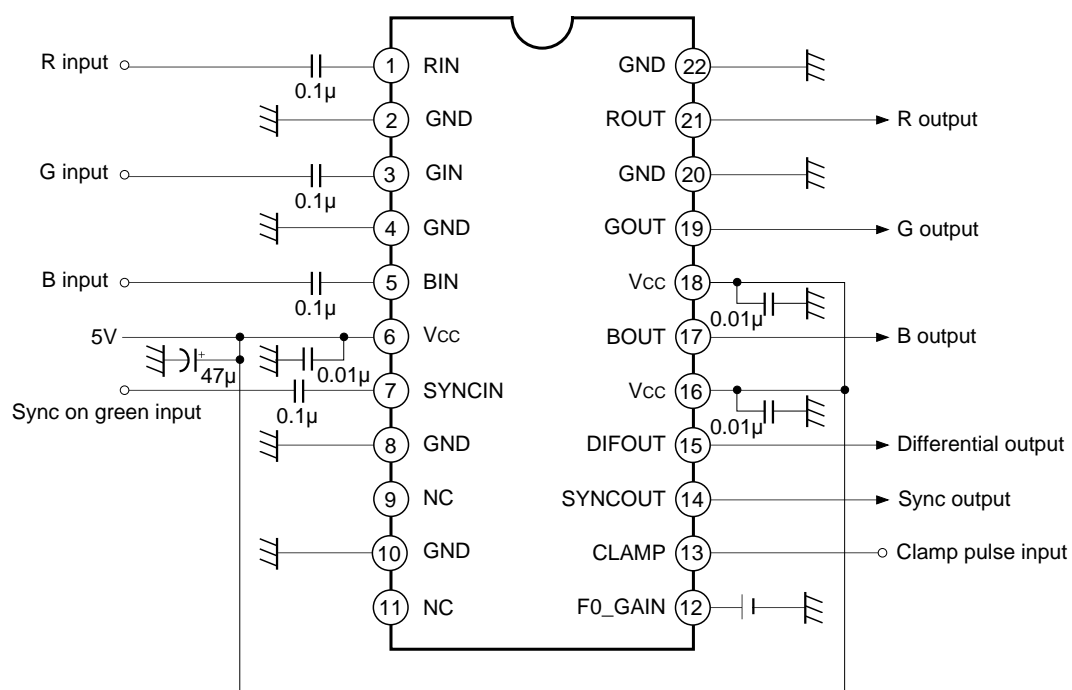 R input
0.1µ
1 RIN
GND 22
2 GND
ROUT 21
R output
G input
0.1µ
3 GIN
GND 20
4 GND
GOUT 19
G output
B input
0.1µ
5 BIN
Vcc 18
0.01µ
5V
+
47µ
0.01µ
6 Vcc
BOUT 17
B output
Sync on green input
0.1µ
7 SYNCIN
Vcc 16
0.01µ
8 GND
DIFOUT 15
Differential output
9 NC
SYNCOUT 14
Sync output
10 GND
CLAMP 13
Clamp pulse input
11 NC
F0_GAIN 12